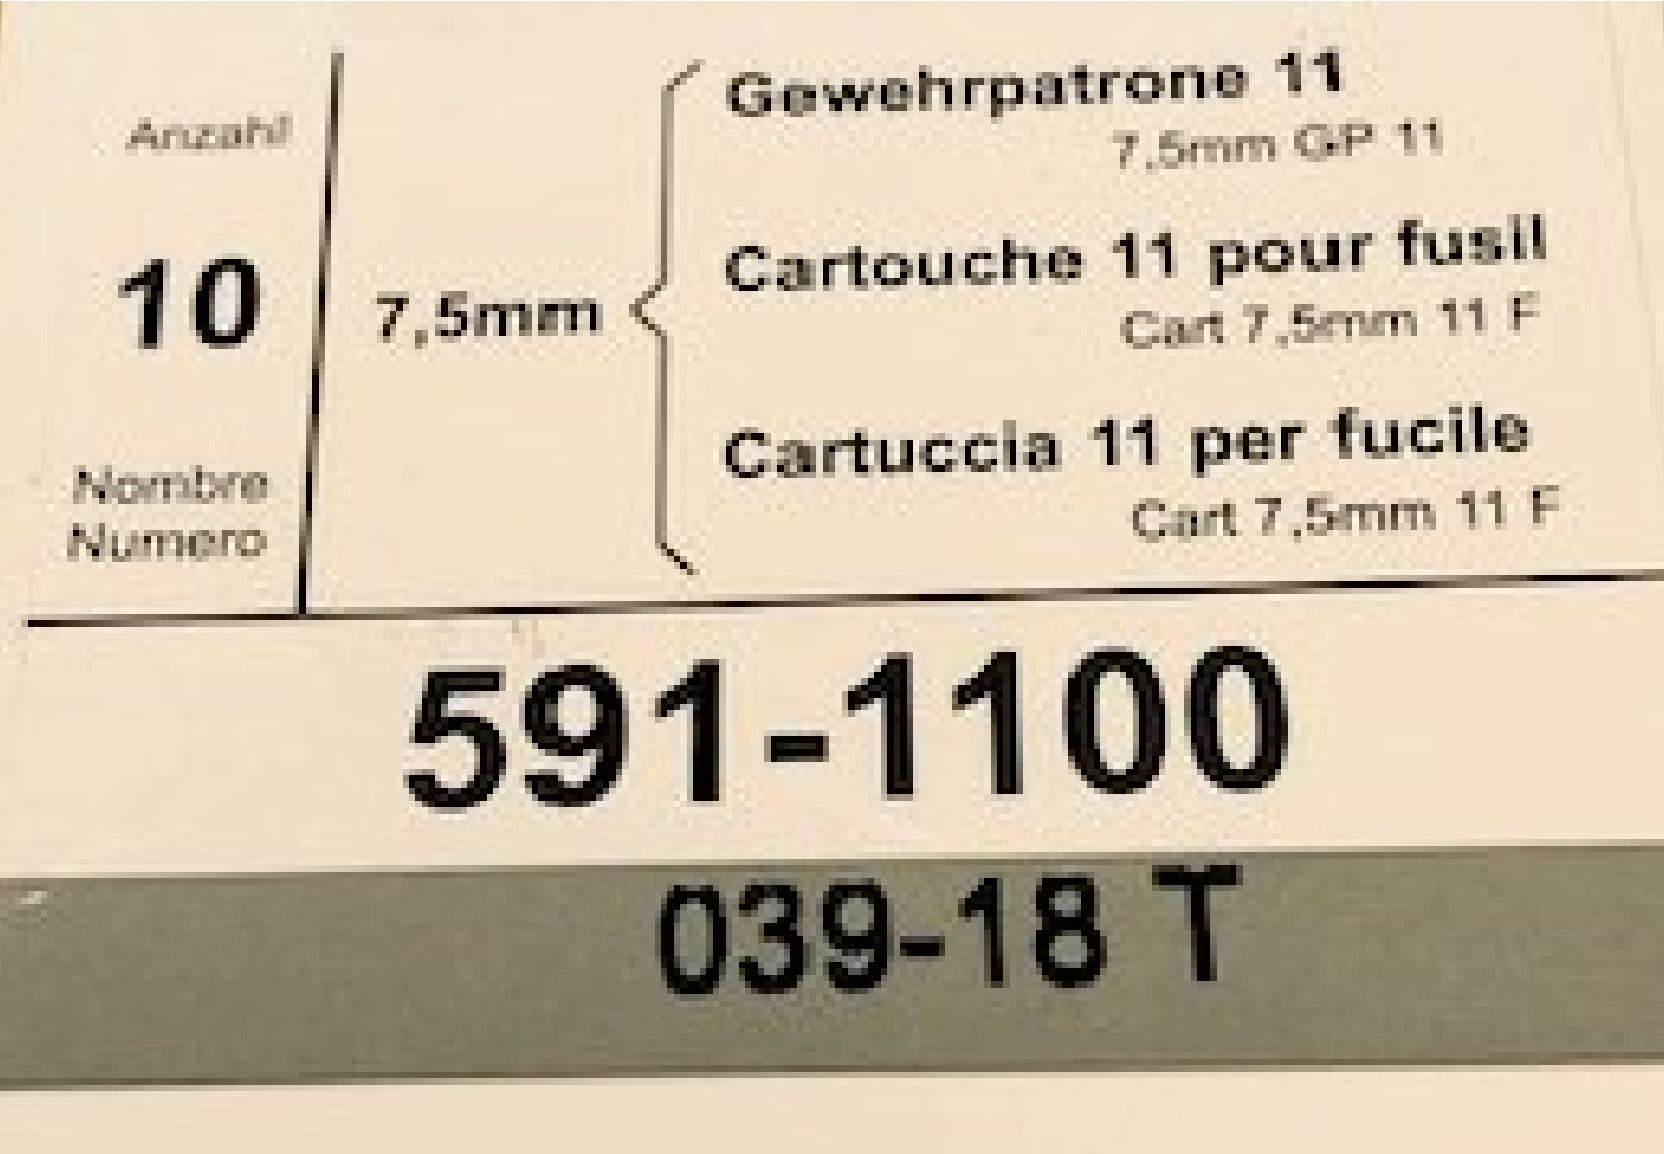 Anzahl
10
Nombre
Numero
7,5mm
Gewehrpatrone 11
7,5mm GP 11
Cartouche 11 pour fusil
Cart 7,5mm 11 F
Cartuccia 11 per fucile
Cart 7,5mm 11 F
591-1100
039-18 T